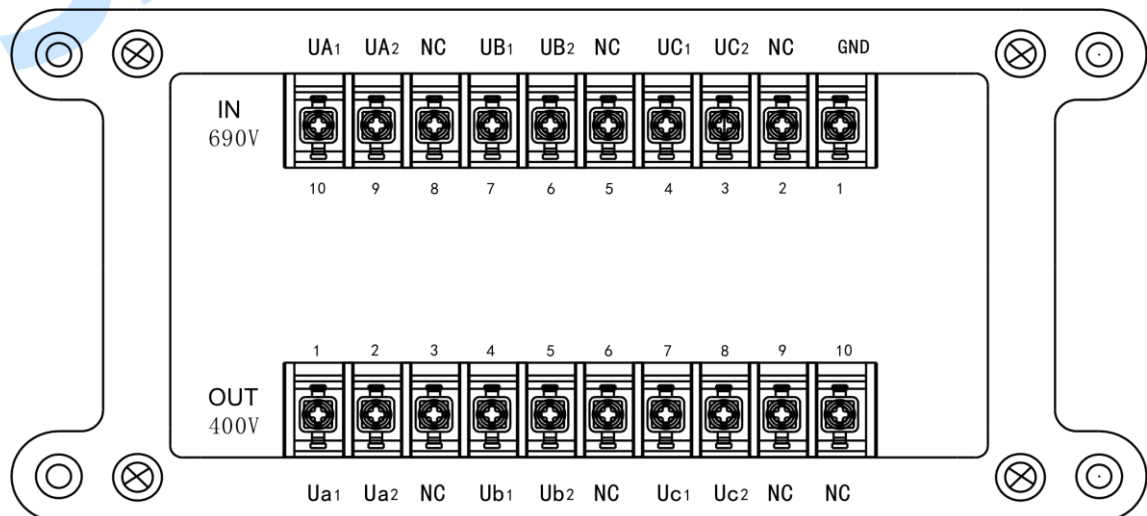 UA₁ UA₂ NC UB₁ UB₂ NC UC₁ UC₂ NC GND
IN
690V
10 9 8 7 6 5 4 3 2 1
1 2 3 4 5 6 7 8 9 10
OUT
400V
Ua₁ Ua₂ NC Ub₁ Ub₂ NC Uc₁ Uc₂ NC NC